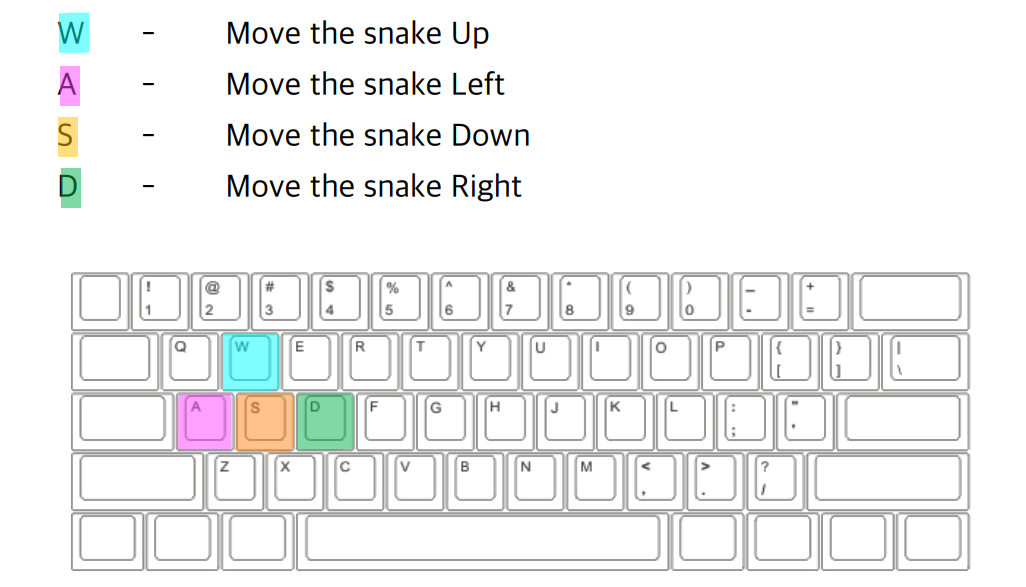 W - Move the snake Up
A - Move the snake Left
S - Move the snake Down
D - Move the snake Right
! @ # $ % ^ & * ( ) _ +
1 2 3 4 5 6 7 8 9 0 - =
Q W E R T Y U I O P { } |
[ ] \
A S D F G H J K L : "
; '
Z X C V B N M < > ?
, . /